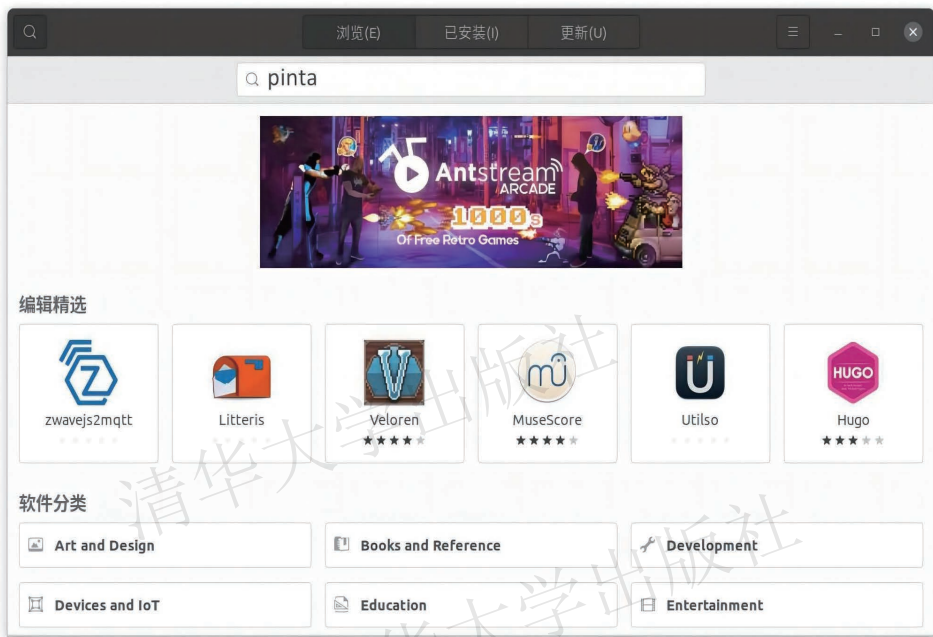 浏览(E) 已安装(I) 更新(U)
pinta
Antstream
ARCADE
1000s
Of Free Retro Games
编辑精选
zwavejs2mqtt Litteris Veloren MuseScore Utilso Hugo
HUGO
软件分类
Art and Design Books and Reference Development
Devices and IoT Education Entertainment
清华大学出版社
清华大学出版社